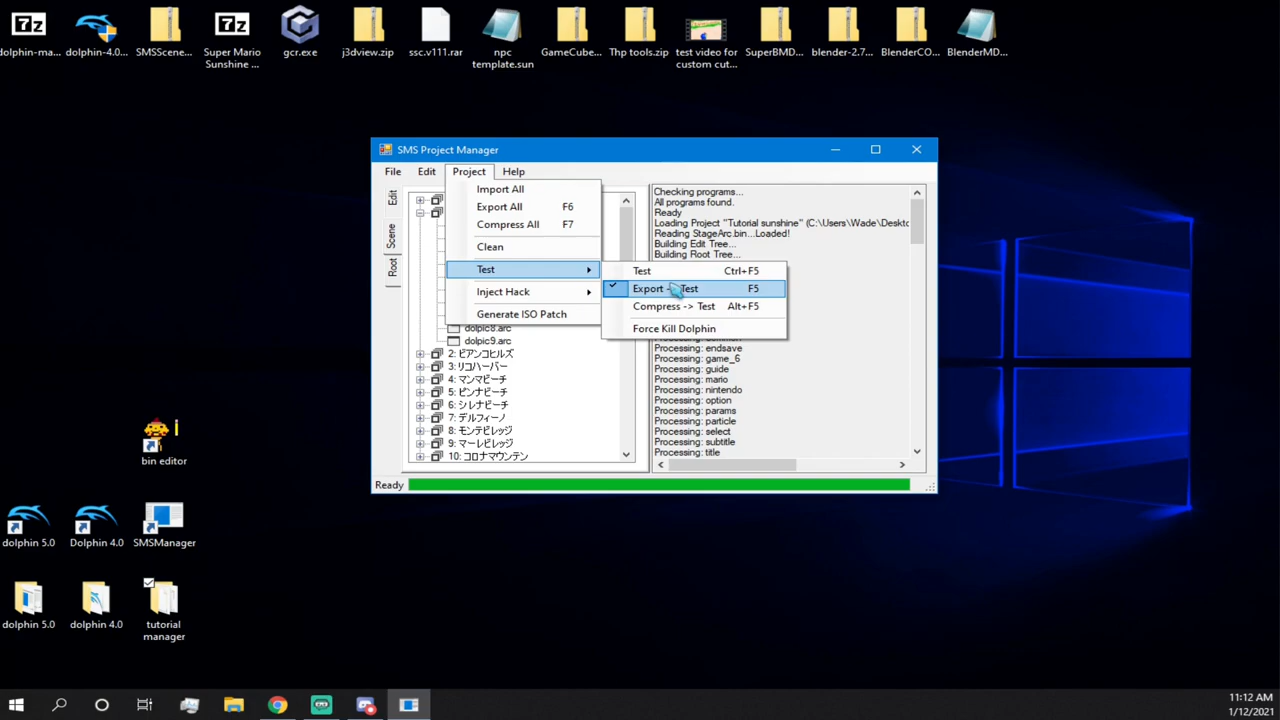 dolphin-ma...
dolphin-4.0...
SMSScene...
Super Mario
Sunshine ...
gcr.exe
j3dview.zip
ssc.v111.rar
npc
template.sun
GameCube...
Thp tools.zip
test video for
custom cut...
SuperBMD...
blender-2.7...
BlenderCO...
BlenderMD...
SMS Project Manager
File Edit Project Help
Edit
Scene
Root
Import All
Export All F6
Compress All F7
Clean
Test
Inject Hack
Generate ISO Patch
Test Ctrl+F5
Export -> Test F5
Compress -> Test Alt+F5
Force Kill Dolphin
dolpic8.arc
dolpic9.arc
2: ビアンコヒルズ
3: リコハーバー
4: マンマビーチ
5: ピンナビーチ
6: シレナビーチ
7: デルフィーノ
8: モンテビレッジ
9: マーレビレッジ
10: コロナマウンテン
Checking programs...
All programs found.
Ready
Loading Project "Tutorial sunshine" (C:\Users\Wade\Deskto
Reading StageArc.bin...Loaded!
Building Edit Tree...
Building Root Tree...
Processing: endsave
Processing: game_6
Processing: guide
Processing: mario
Processing: nintendo
Processing: option
Processing: params
Processing: particle
Processing: select
Processing: subtitle
Processing: title
Ready
bin editor
dolphin 5.0
Dolphin 4.0
SMSManager
dolphin 5.0
dolphin 4.0
tutorial
manager
11:12 AM
1/12/2021